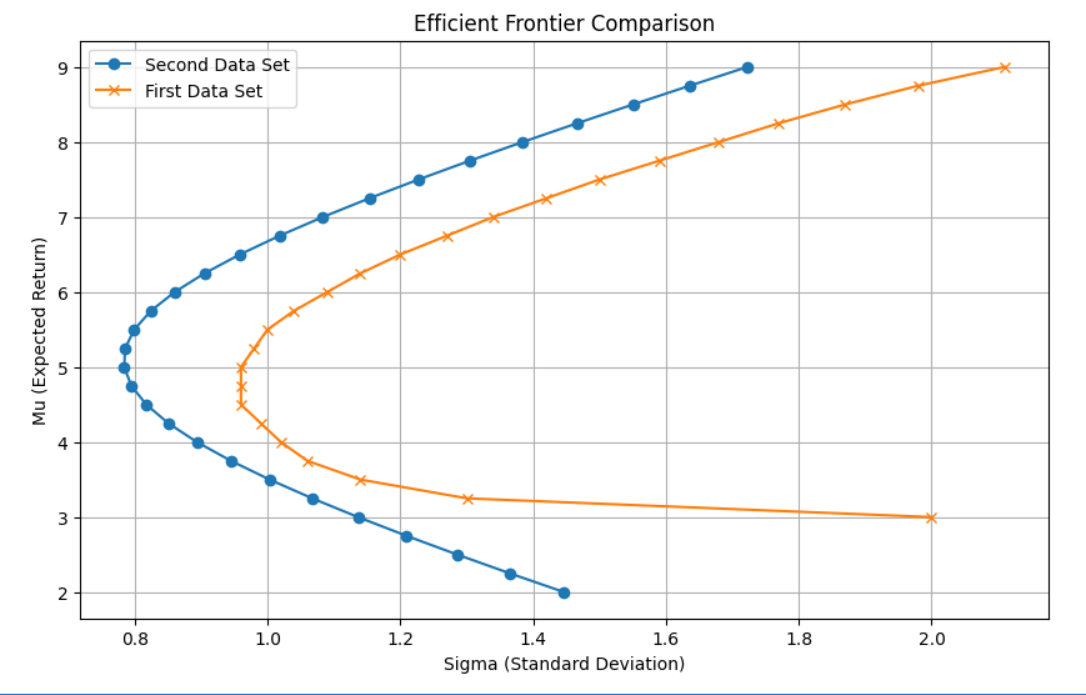 Efficient Frontier Comparison
Second Data Set
First Data Set
Mu (Expected Return)
9
8
7
6
5
4
3
2
0.8 1.0 1.2 1.4 1.6 1.8 2.0
Sigma (Standard Deviation)